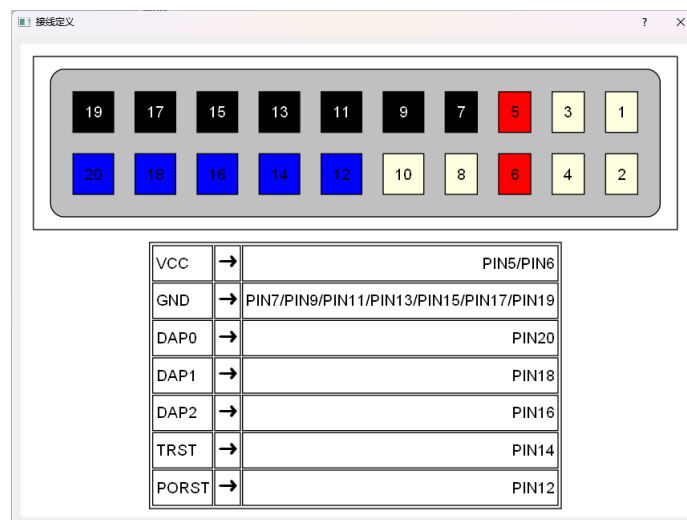 接线定义 ? ×
19 17 15 13 11 9 7 5 3 1
20 18 16 14 12 10 8 6 4 2
VCC → PIN5/PIN6
GND → PIN7/PIN9/PIN11/PIN13/PIN15/PIN17/PIN19
DAP0 → PIN20
DAP1 → PIN18
DAP2 → PIN16
TRST → PIN14
PORST → PIN12